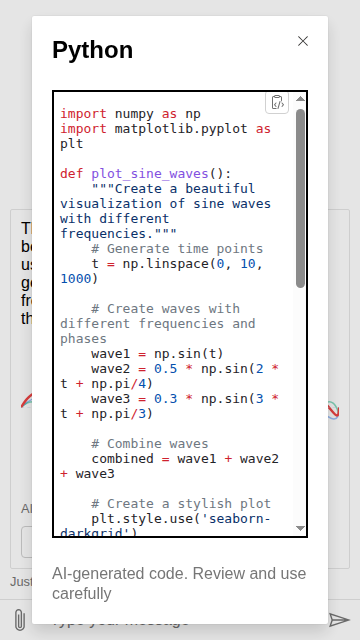 Python
import numpy as np
import matplotlib.pyplot as
plt
def plot_sine_waves():
"""Create a beautiful
visualization of sine waves
with different
frequencies."""
# Generate time points
t = np.linspace(0, 10,
1000)
# Create waves with
different frequencies and
phases
wave1 = np.sin(t)
wave2 = 0.5 * np.sin(2 *
t + np.pi/4)
wave3 = 0.3 * np.sin(3 *
t + np.pi/3)
# Combine waves
combined = wave1 + wave2
+ wave3
# Create a stylish plot
plt.style.use('seaborn-
darkgrid')
AI-generated code. Review and use
carefully
Just
Type your message